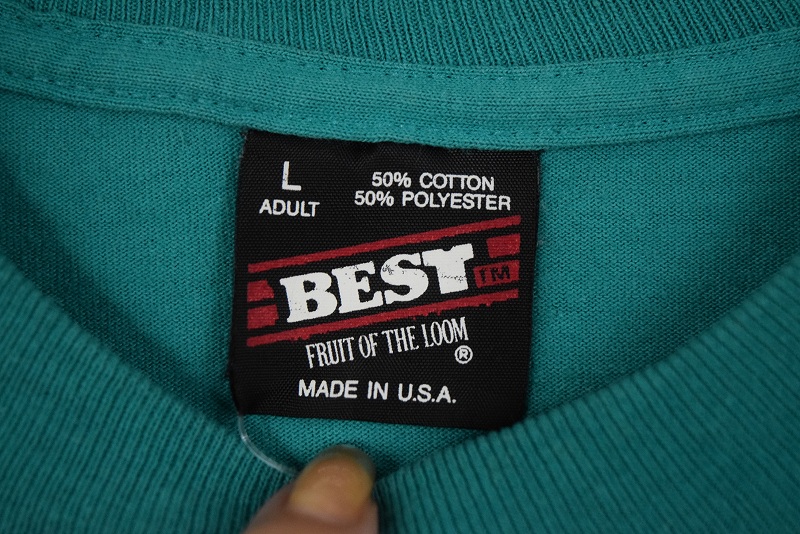 L
ADULT
50% COTTON
50% POLYESTER
BEST TM
FRUIT OF THE LOOM ®
MADE IN U.S.A.